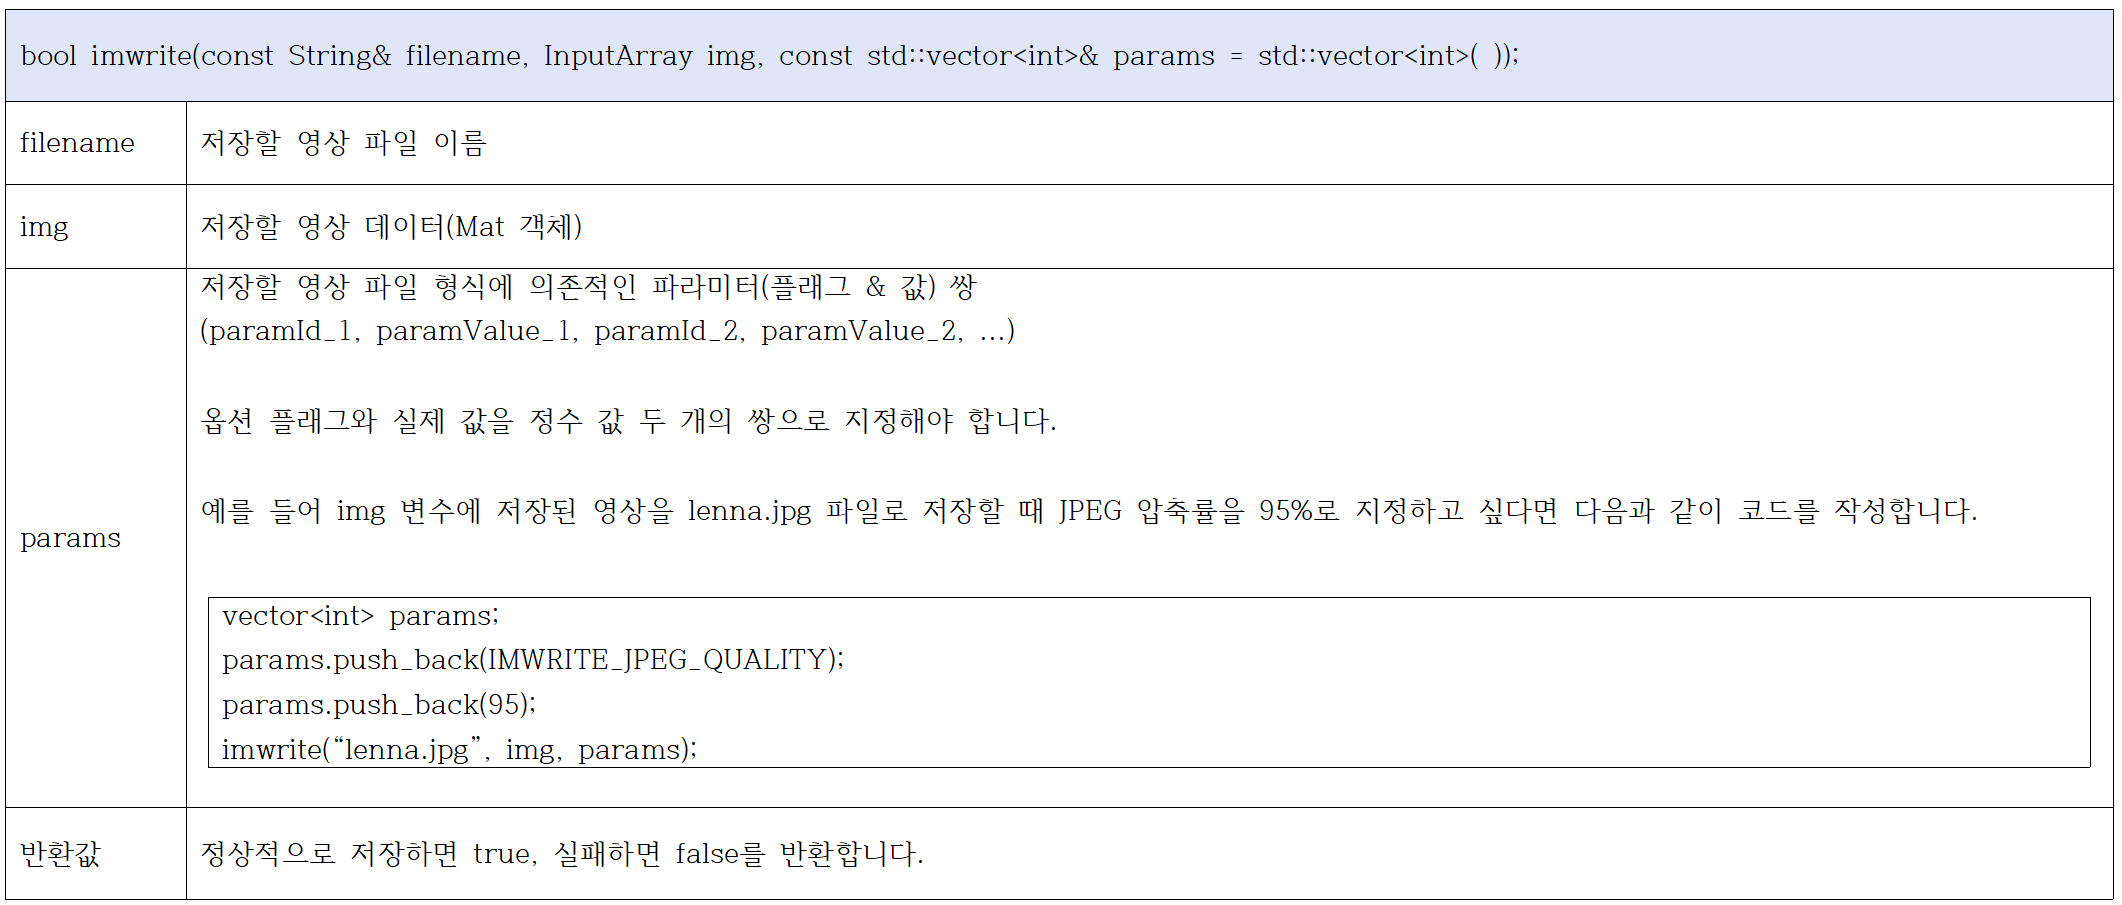 bool imwrite(const String& filename, InputArray img, const std::vector<int>& params = std::vector<int>( ));
filename
저장할 영상 파일 이름
img
저장할 영상 데이터(Mat 객체)
params
저장할 영상 파일 형식에 의존적인 파라미터(플래그 & 값) 쌍
(paramId_1, paramValue_1, paramId_2, paramValue_2, ...)
옵션 플래그와 실제 값을 정수 값 두 개의 쌍으로 지정해야 합니다.
예를 들어 img 변수에 저장된 영상을 lenna.jpg 파일로 저장할 때 JPEG 압축률을 95%로 지정하고 싶다면 다음과 같이 코드를 작성합니다.
vector<int> params;
params.push_back(IMWRITE_JPEG_QUALITY);
params.push_back(95);
imwrite(“lenna.jpg”, img, params);
반환값
정상적으로 저장하면 true, 실패하면 false를 반환합니다.